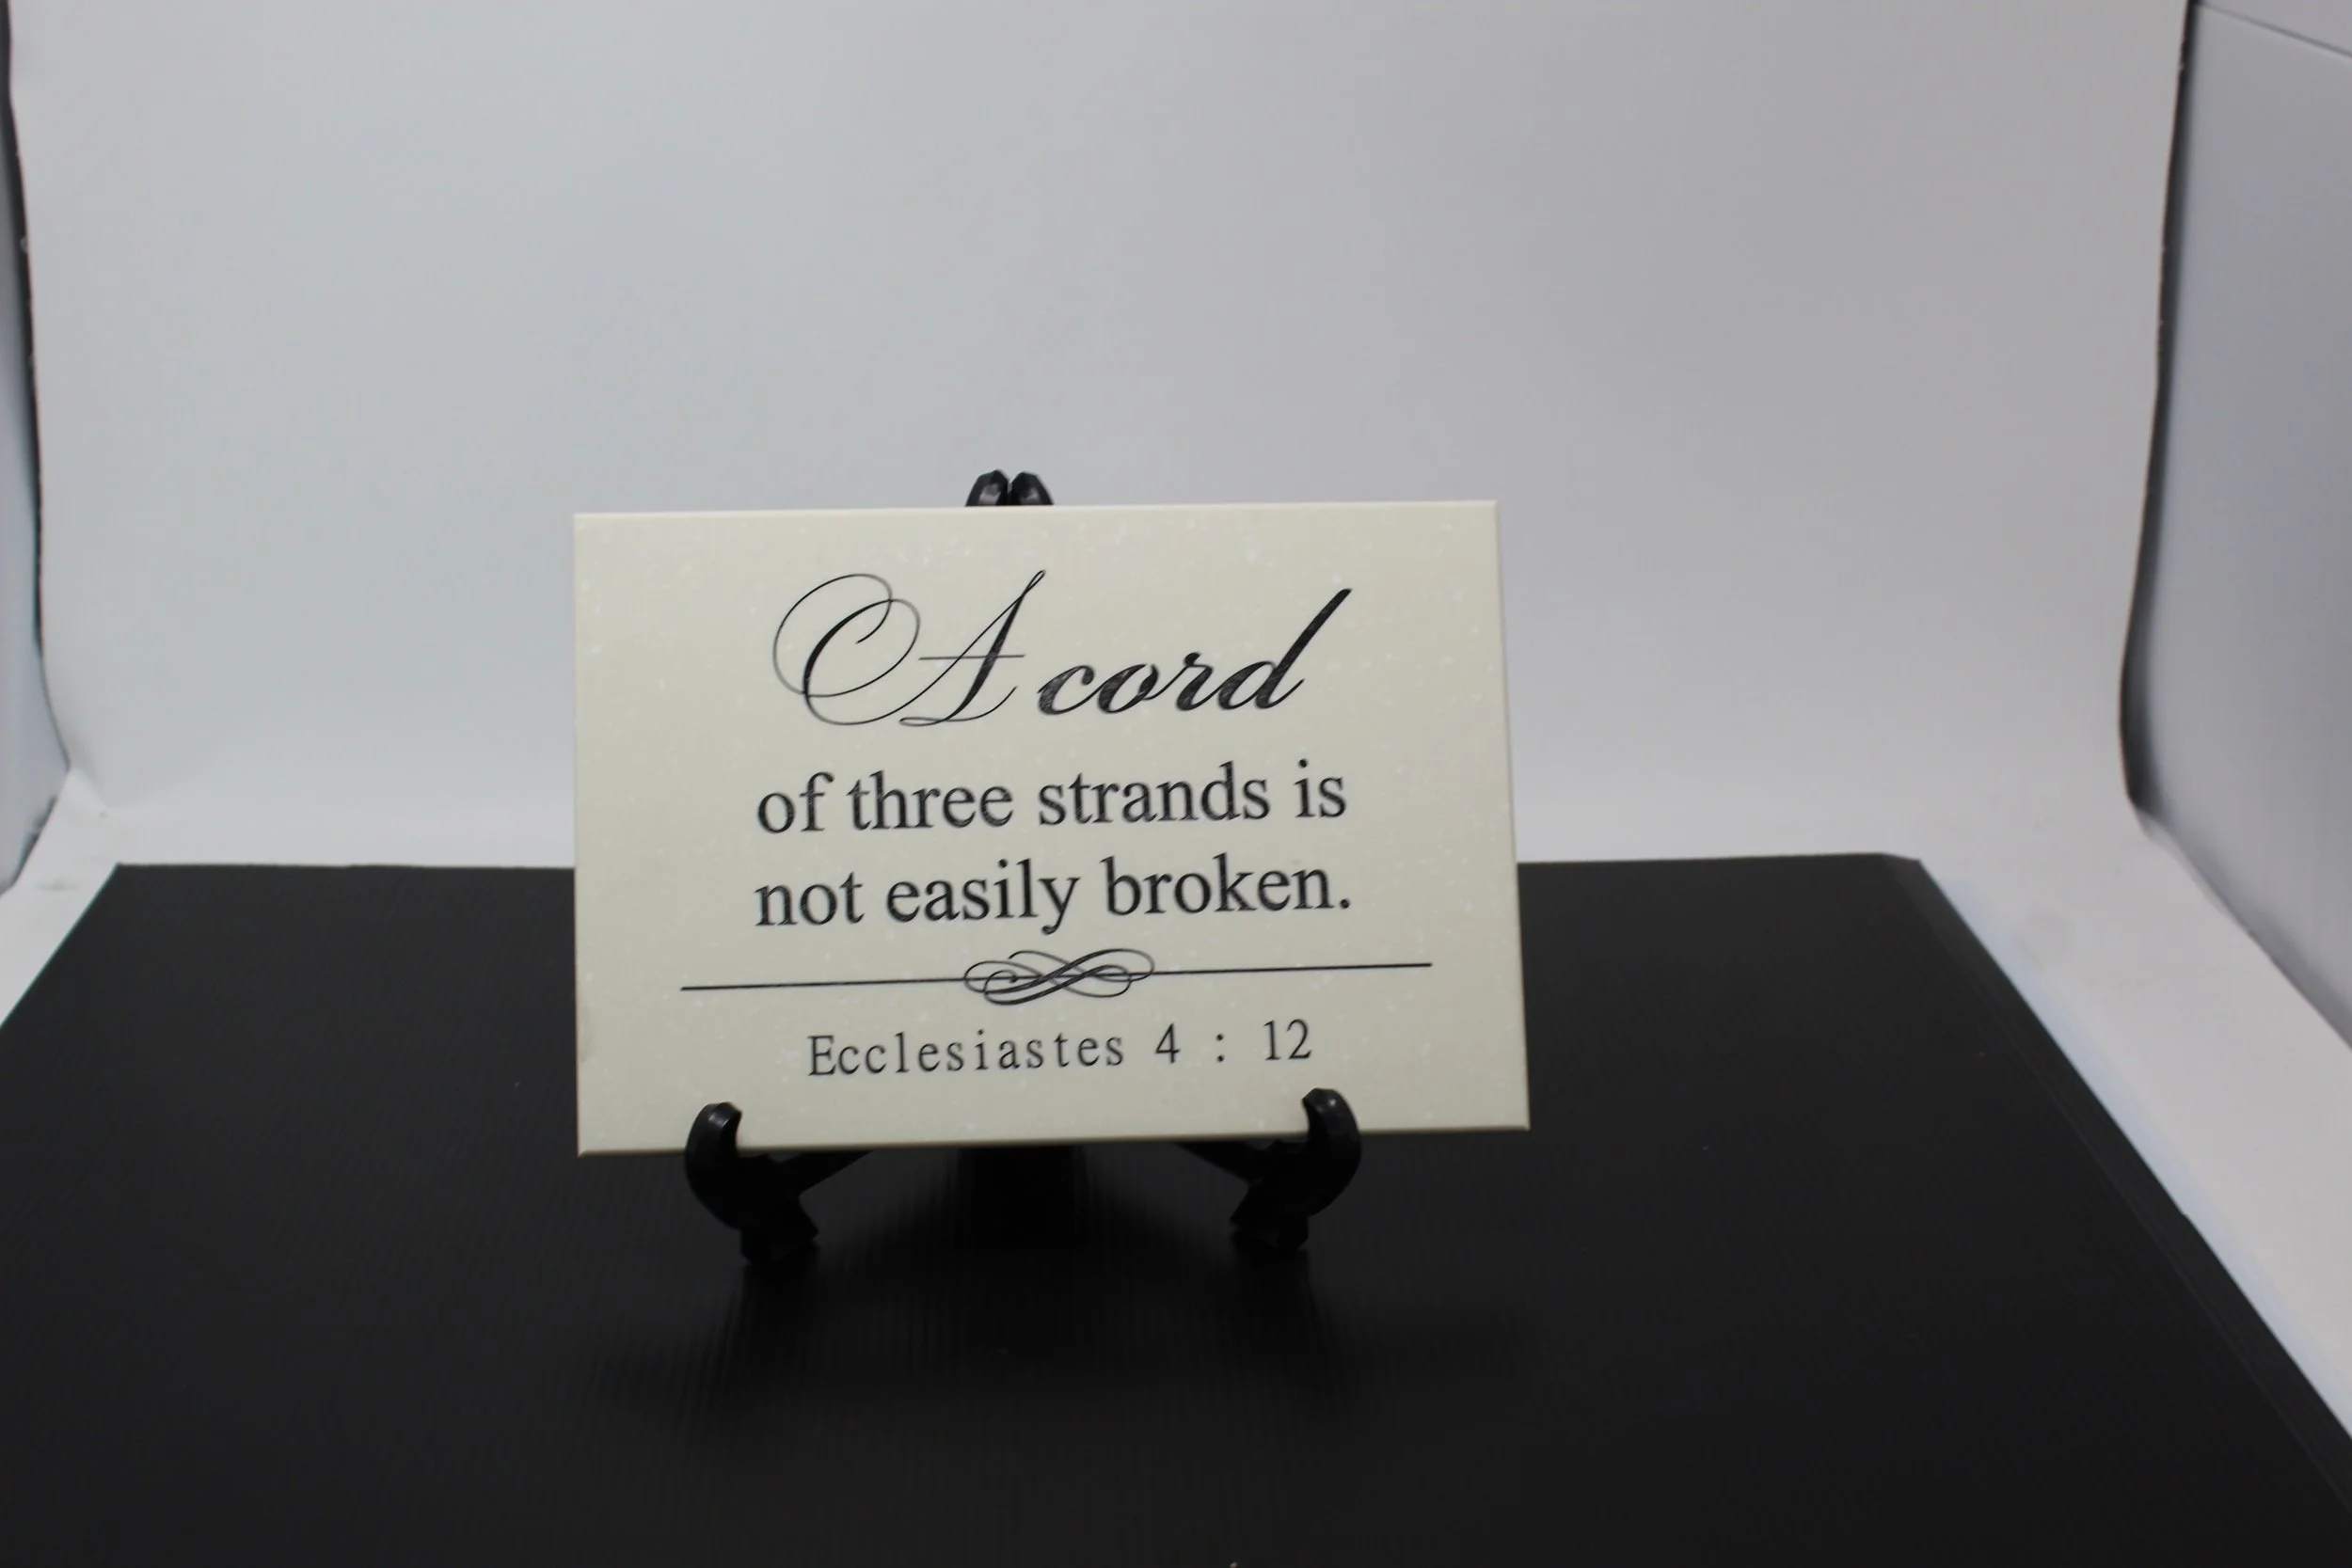 A cord
of three strands is
not easily broken.
Ecclesiastes 4 : 12